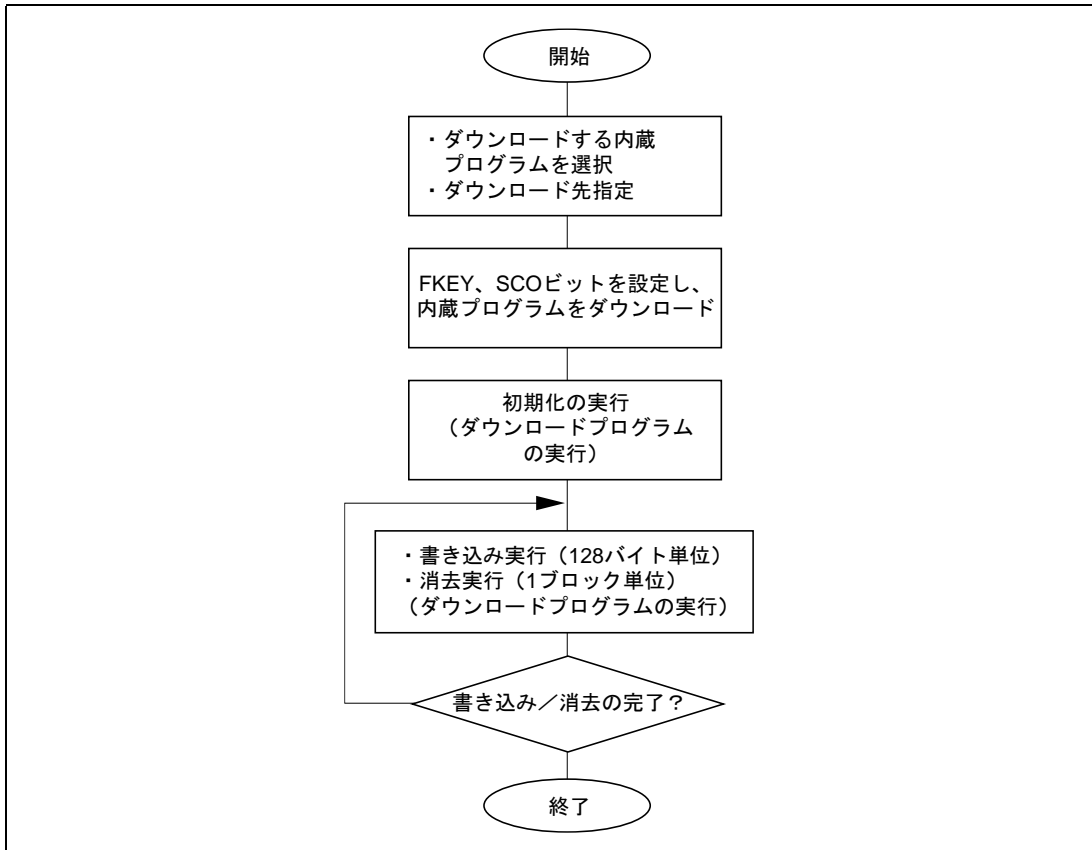 開始
・ダウンロードする内蔵
プログラムを選択
・ダウンロード先指定
FKEY、SCOビットを設定し、
内蔵プログラムをダウンロード
初期化の実行
（ダウンロードプログラム
の実行）
・書き込み実行（128バイト単位）
・消去実行（1ブロック単位）
（ダウンロードプログラムの実行）
書き込み／消去の完了？
終了